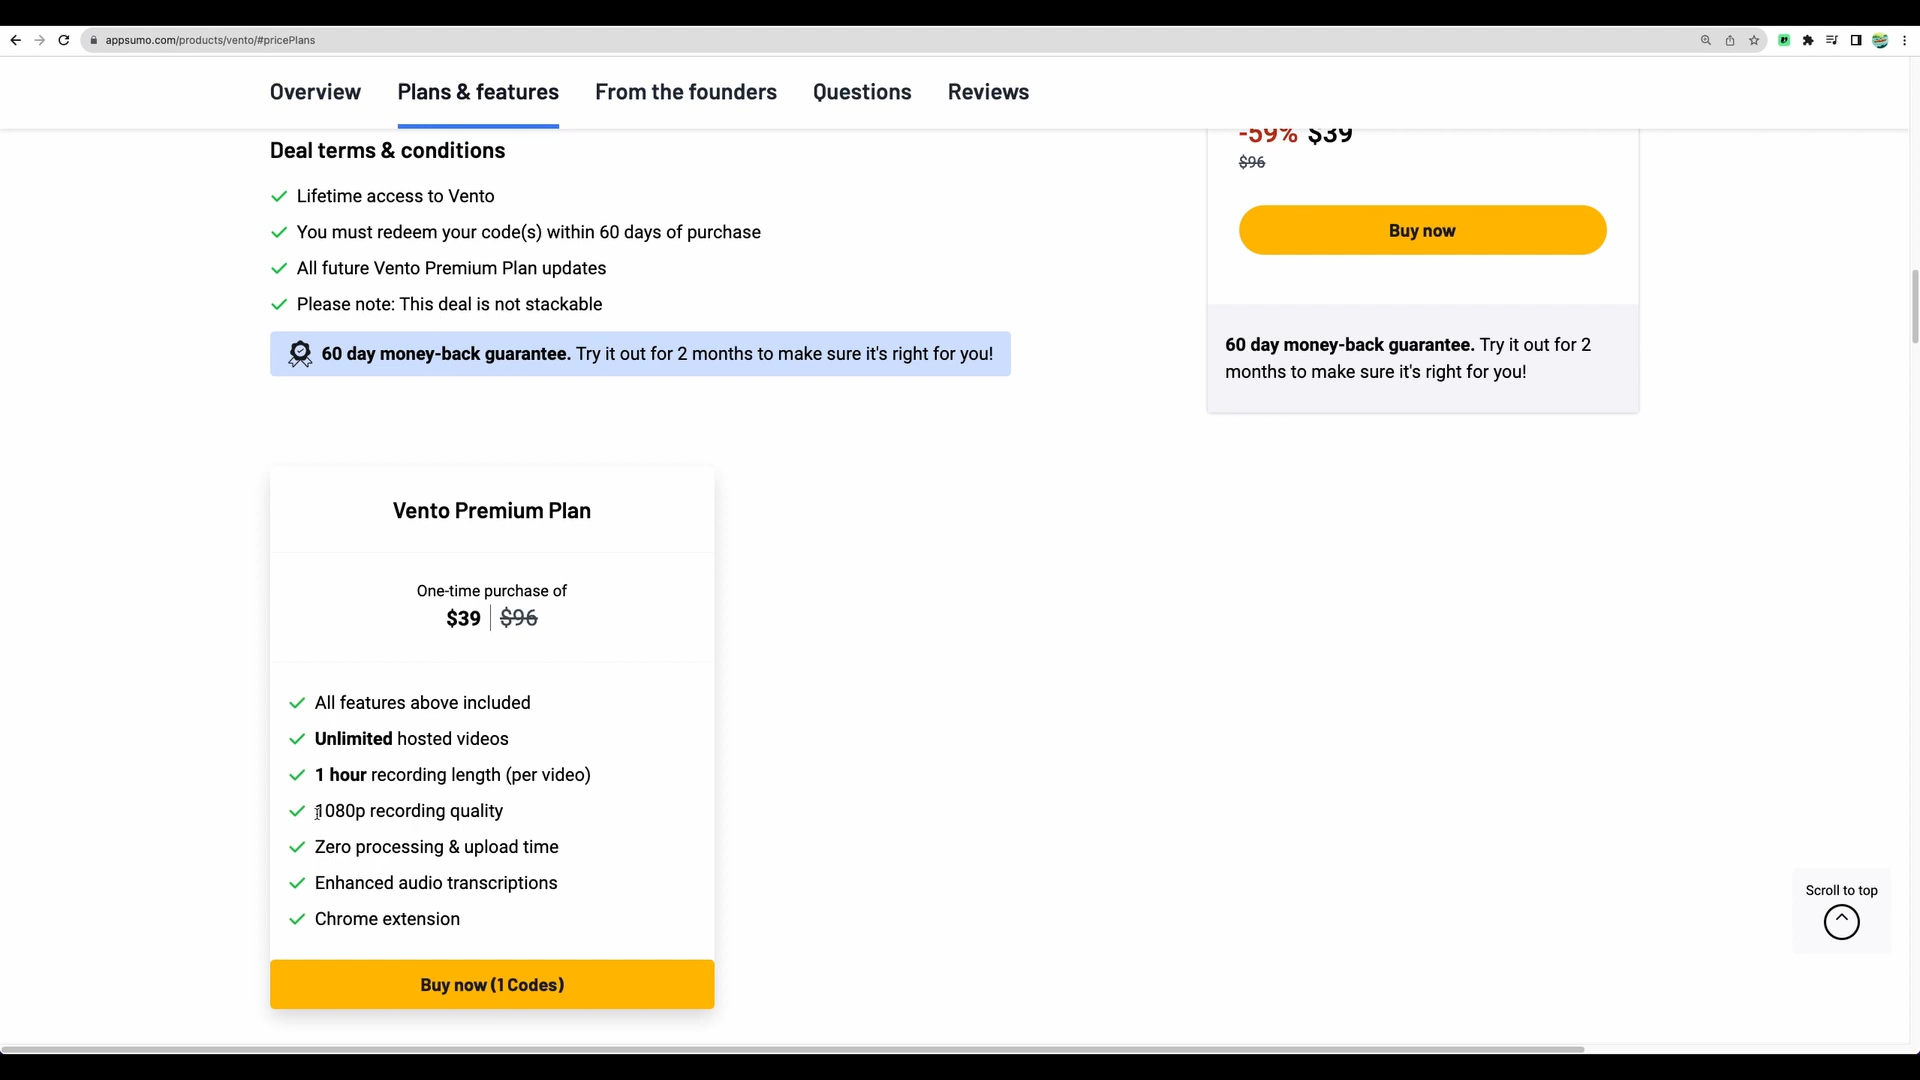 appsumo.com/products/vento/#pricePlans
Overview
Plans & features
From the founders
Questions
Reviews
Deal terms & conditions
Lifetime access to Vento
You must redeem your code(s) within 60 days of purchase
All future Vento Premium Plan updates
Please note: This deal is not stackable
60 day money-back guarantee. Try it out for 2 months to make sure it's right for you!
-59% $39
$96
Buy now
60 day money-back guarantee. Try it out for 2
months to make sure it's right for you!
Vento Premium Plan
One-time purchase of
$39 $96
All features above included
Unlimited hosted videos
1 hour recording length (per video)
1080p recording quality
Zero processing & upload time
Enhanced audio transcriptions
Chrome extension
Buy now (1 Codes)
Scroll to top